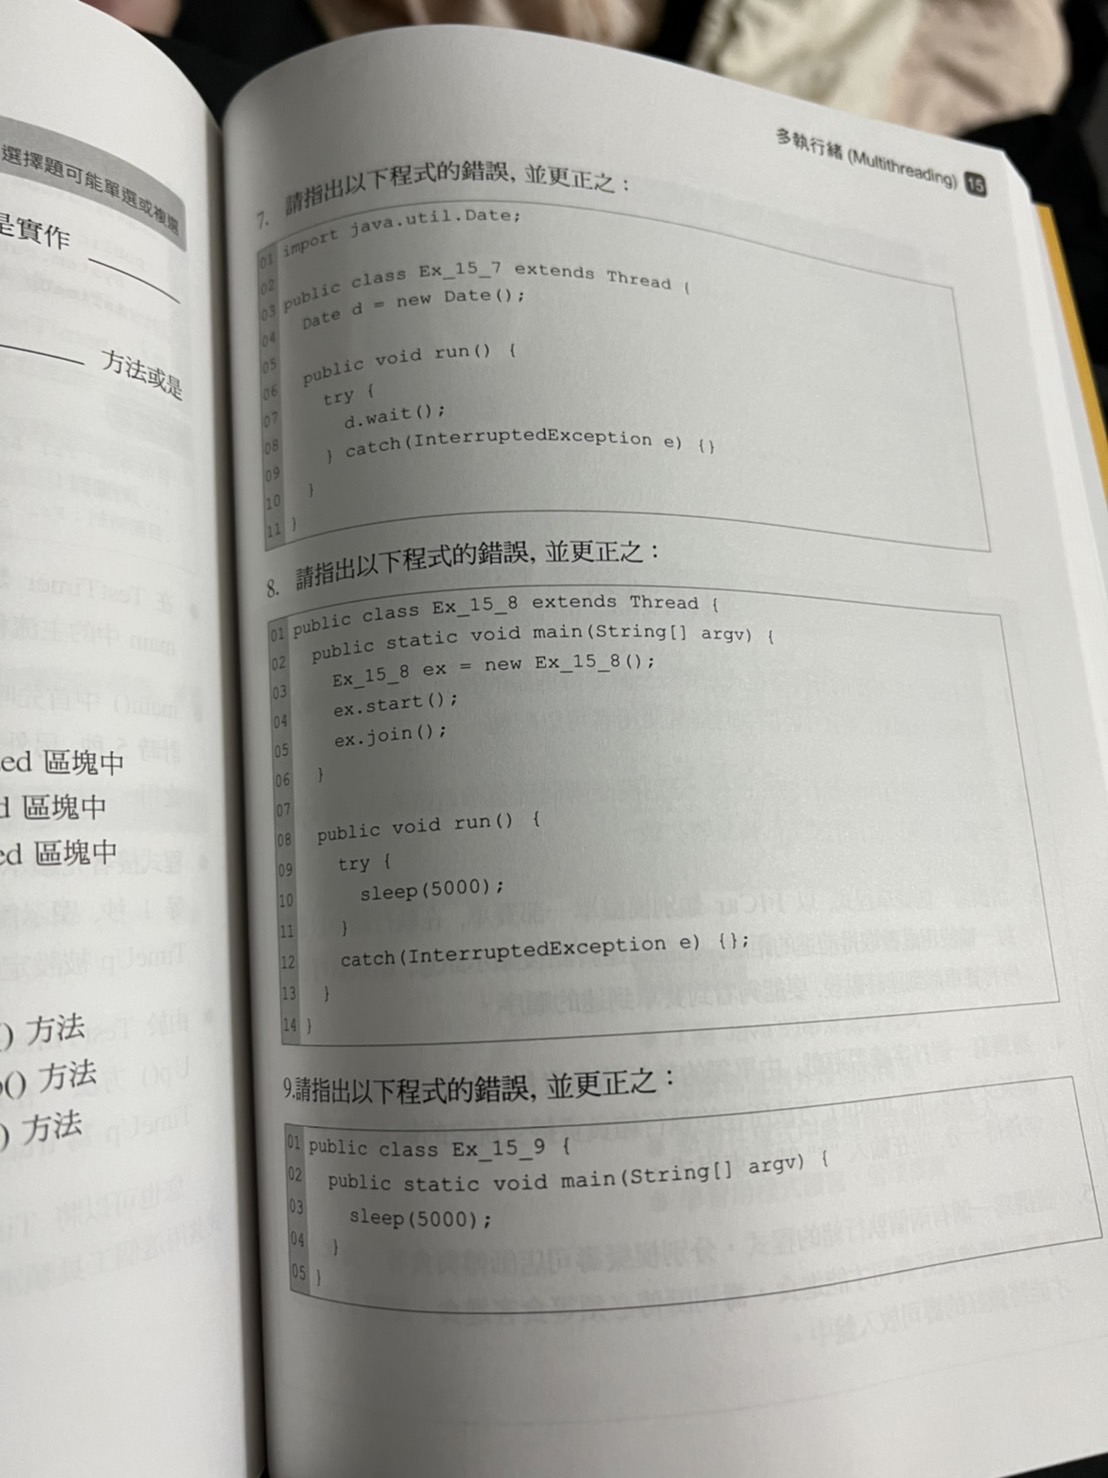 選擇題可能單選或複選
是實作
方法或是
ed 區塊中
d 區塊中
ed 區塊中
) 方法
() 方法
) 方法
多執行緒 (Multithreading) 15
7. 請指出以下程式的錯誤, 並更正之：
01 import java.util.Date;
02
03 public class Ex_15_7 extends Thread {
04 Date d = new Date();
05
06 public void run() {
07 try {
08 d.wait();
09 } catch(InterruptedException e) {}
10 }
11 }
8. 請指出以下程式的錯誤, 並更正之：
01 public class Ex_15_8 extends Thread {
02 public static void main(String[] argv) {
03 Ex_15_8 ex = new Ex_15_8();
04 ex.start();
05 ex.join();
06 }
07
08 public void run() {
09 try {
10 sleep(5000);
11 }
12 catch(InterruptedException e) {};
13 }
14 }
9.請指出以下程式的錯誤, 並更正之：
01 public class Ex_15_9 {
02 public static void main(String[] argv) {
03 sleep(5000);
04 }
05 }